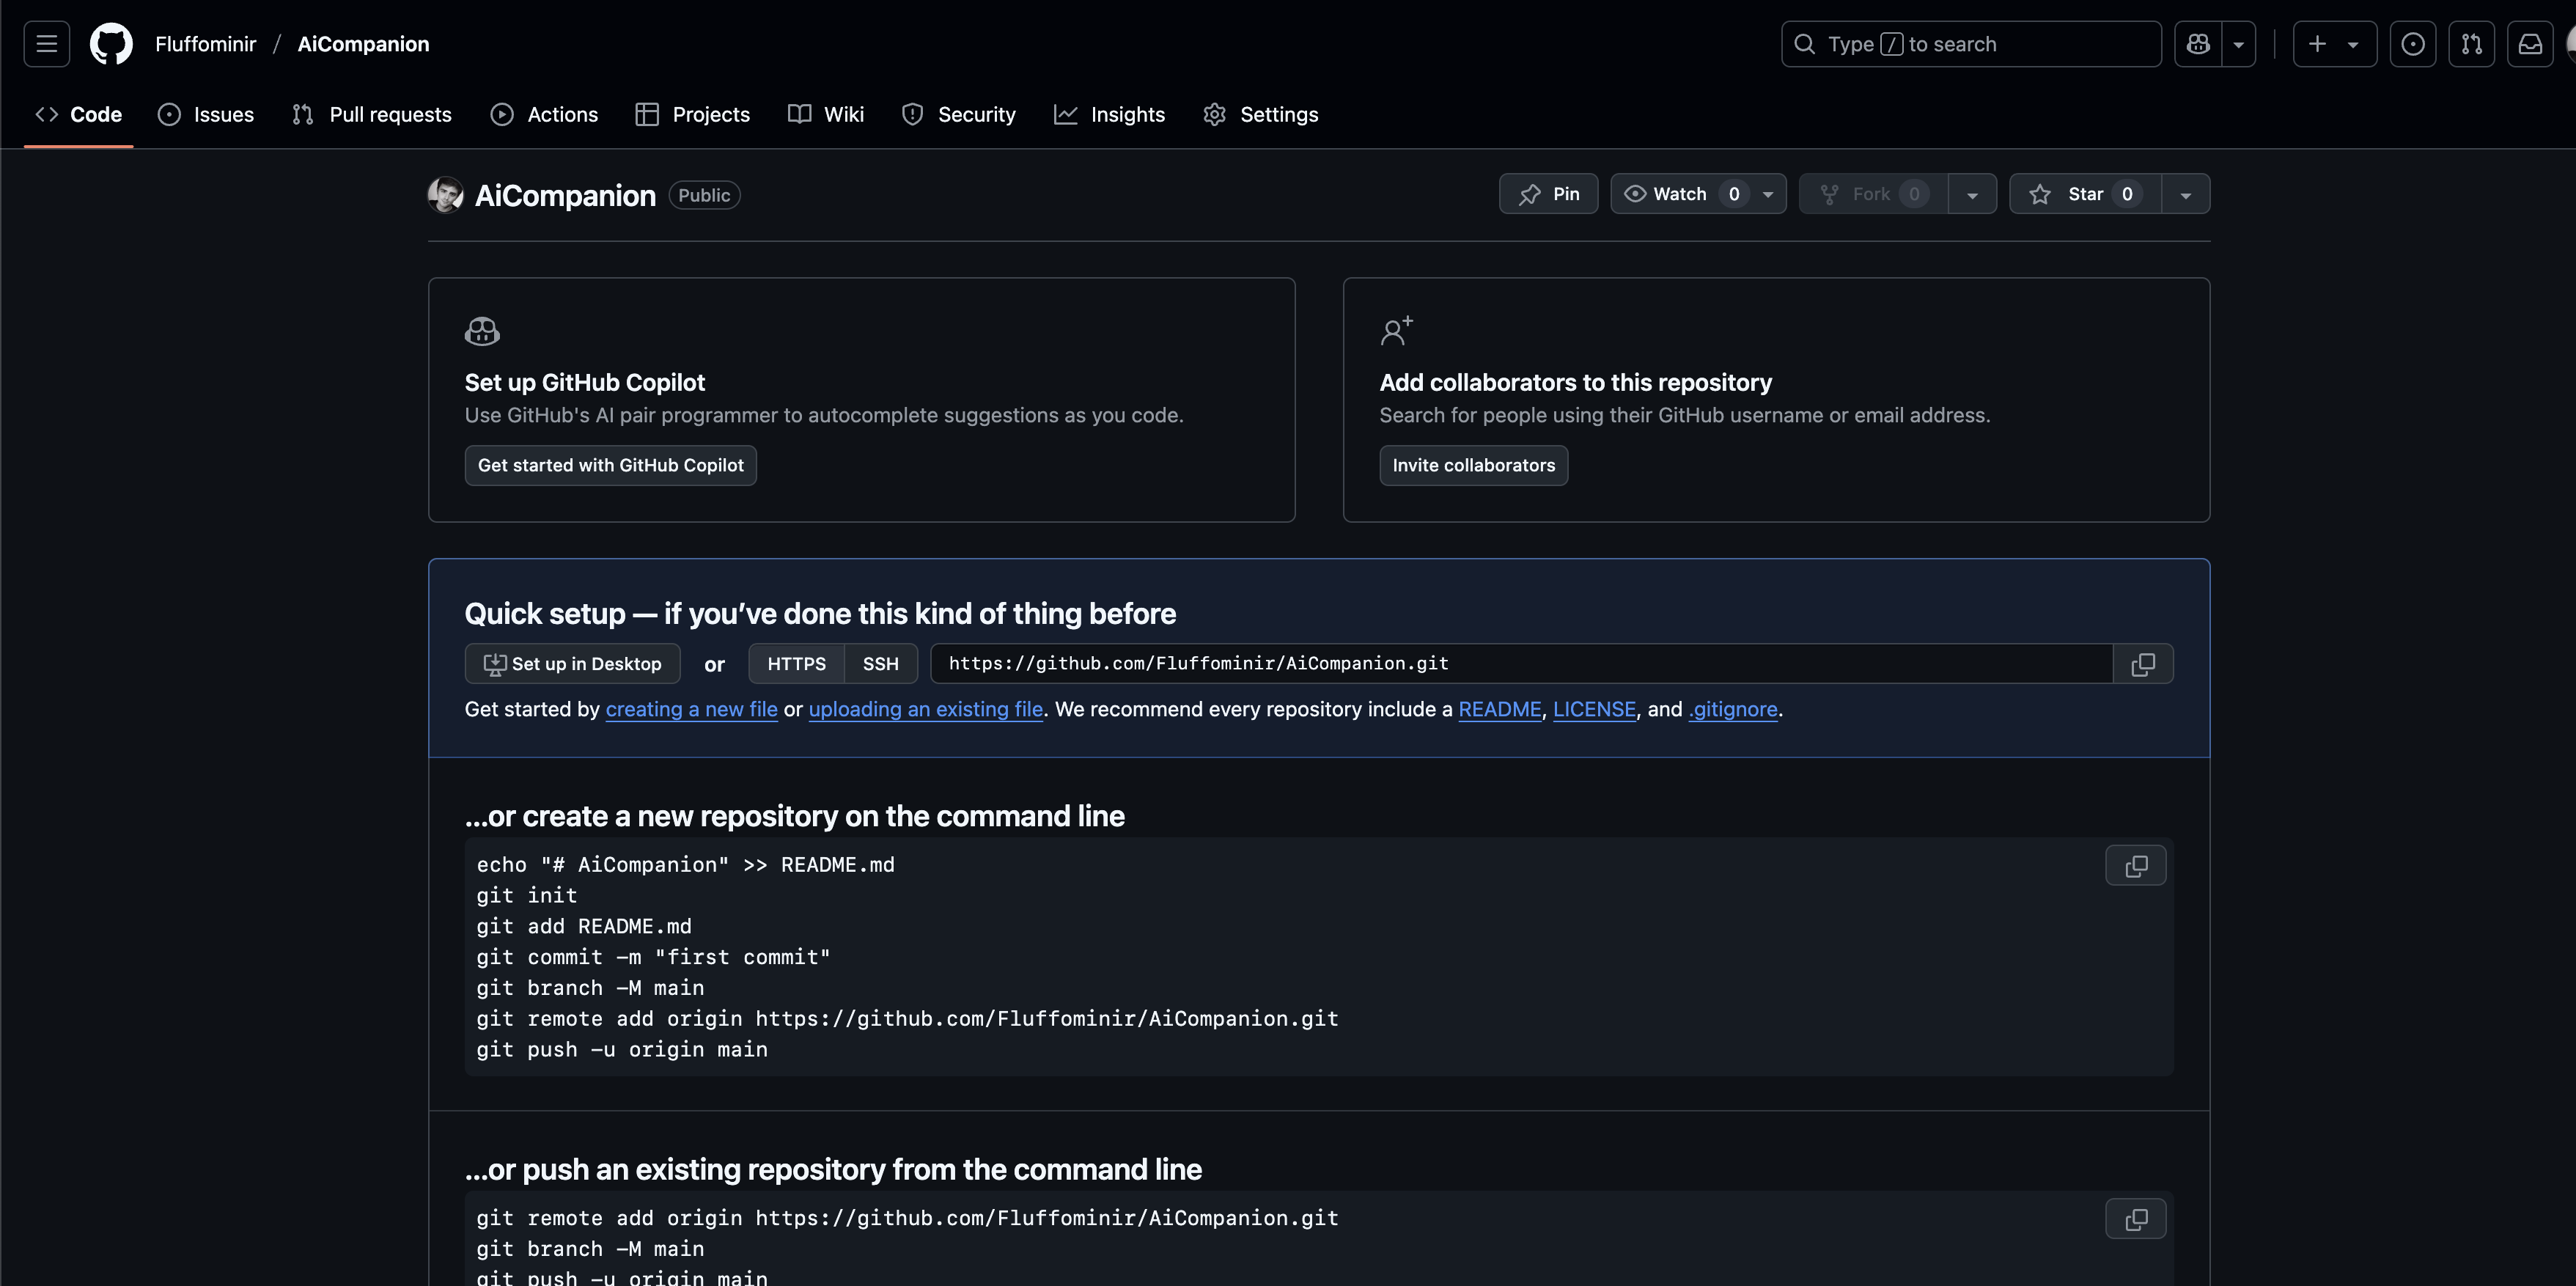 Fluffominir / AiCompanion
Type / to search
Code
Issues
Pull requests
Actions
Projects
Wiki
Security
Insights
Settings
AiCompanion Public
Pin
Watch 0
Fork 0
Star 0
Set up GitHub Copilot
Use GitHub's AI pair programmer to autocomplete suggestions as you code.
Get started with GitHub Copilot
Add collaborators to this repository
Search for people using their GitHub username or email address.
Invite collaborators
Quick setup — if you’ve done this kind of thing before
Set up in Desktop or HTTPS SSH https://github.com/Fluffominir/AiCompanion.git
Get started by creating a new file or uploading an existing file. We recommend every repository include a README, LICENSE, and .gitignore.
…or create a new repository on the command line
echo "# AiCompanion" >> README.md
git init
git add README.md
git commit -m "first commit"
git branch -M main
git remote add origin https://github.com/Fluffominir/AiCompanion.git
git push -u origin main
…or push an existing repository from the command line
git remote add origin https://github.com/Fluffominir/AiCompanion.git
git branch -M main
git push -u origin main